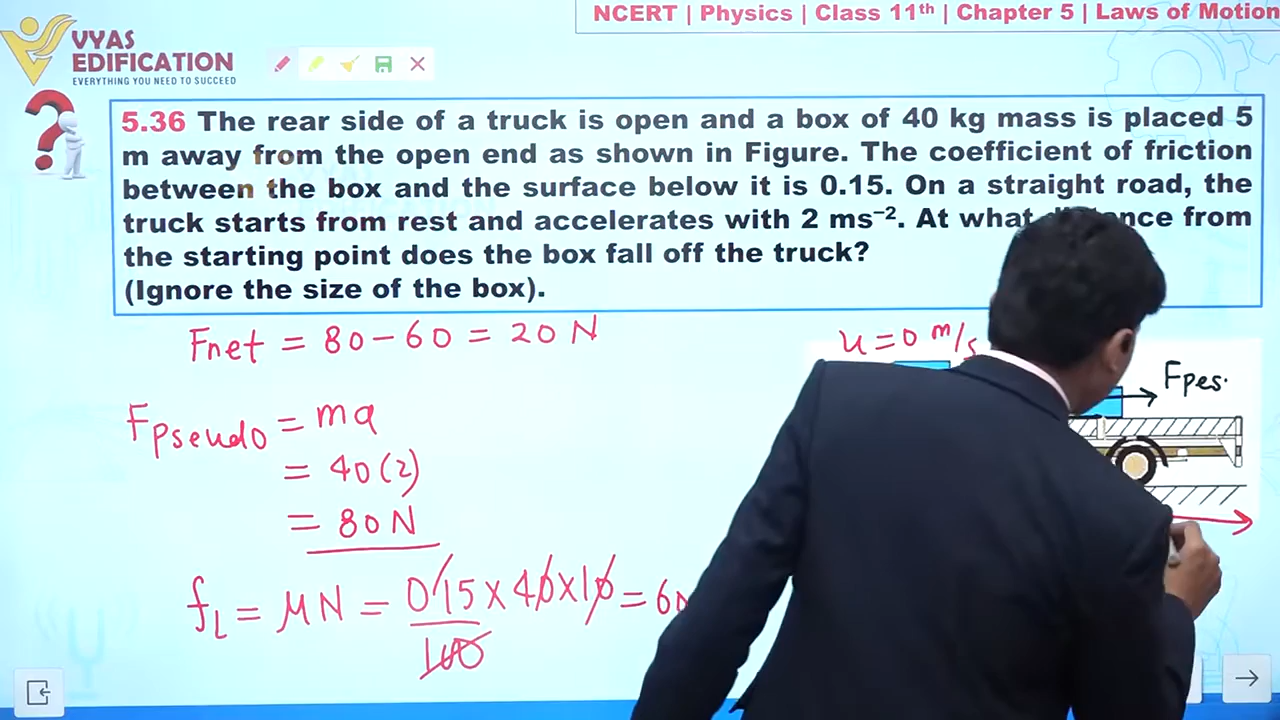 NCERT | Physics | Class 11th | Chapter 5 | Laws of Motion
VYAS
EDIFICATION
EVERYTHING YOU NEED TO SUCCEED
5.36 The rear side of a truck is open and a box of 40 kg mass is placed 5
m away from the open end as shown in Figure. The coefficient of friction
between the box and the surface below it is 0.15. On a straight road, the
truck starts from rest and accelerates with 2 ms⁻². At what from
the starting point does the box fall off the truck?
(Ignore the size of the box).
Fnet = 80 - 60 = 20 N
u = 0 m/s
Fpes.
Fpseudo = ma
= 40(2)
= 80N
fL = μN = 0.15 × 40 × 10 = 60
100